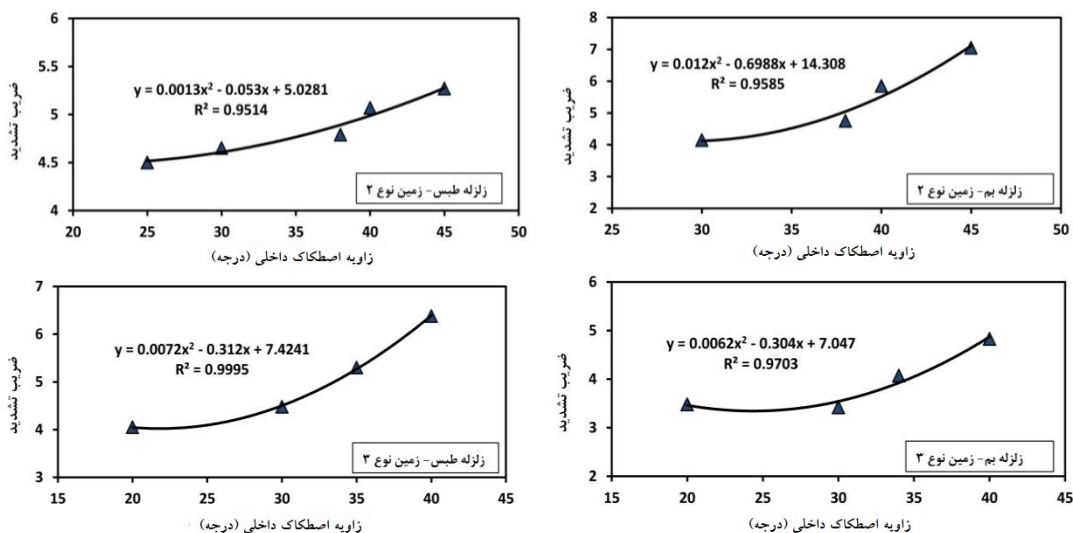 ضریب تشدید
6
5.5
5
4.5
4
y = 0.0013x² - 0.053x + 5.0281
R² = 0.9514
زلزله طبس- زمین نوع ۲
20 25 30 35 40 45 50
زاویه اصطکاک داخلی (درجه)
ضریب تشدید
8
7
6
5
4
3
2
y = 0.012x² - 0.6988x + 14.308
R² = 0.9585
زلزله بم- زمین نوع ۲
25 30 35 40 45 50
زاویه اصطکاک داخلی (درجه)
ضریب تشدید
7
6
5
4
3
y = 0.0072x² - 0.312x + 7.4241
R² = 0.9995
زلزله طبس- زمین نوع ۳
15 20 25 30 35 40 45
زاویه اصطکاک داخلی (درجه)
ضریب تشدید
6
5
4
3
2
y = 0.0062x² - 0.304x + 7.047
R² = 0.9703
زلزله بم- زمین نوع ۳
15 20 25 30 35 40 45
زاویه اصطکاک داخلی (درجه)